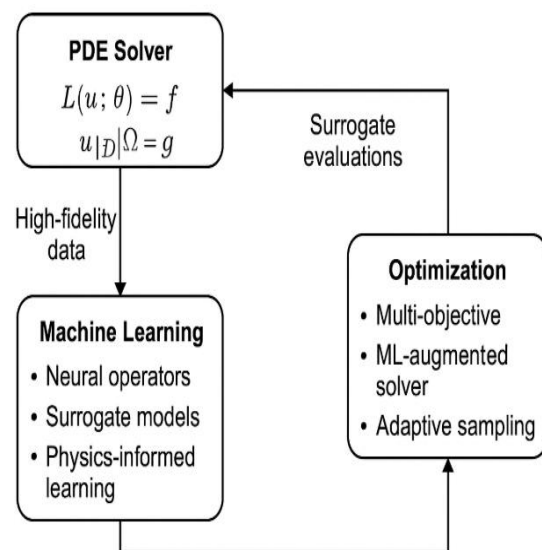 PDE Solver
L(u; θ) = f
u|D|Ω = g
Surrogate
evaluations
High-fidelity
data
Optimization
• Multi-objective
• ML-augmented
solver
• Adaptive sampling
Machine Learning
• Neural operators
• Surrogate models
• Physics-informed
learning